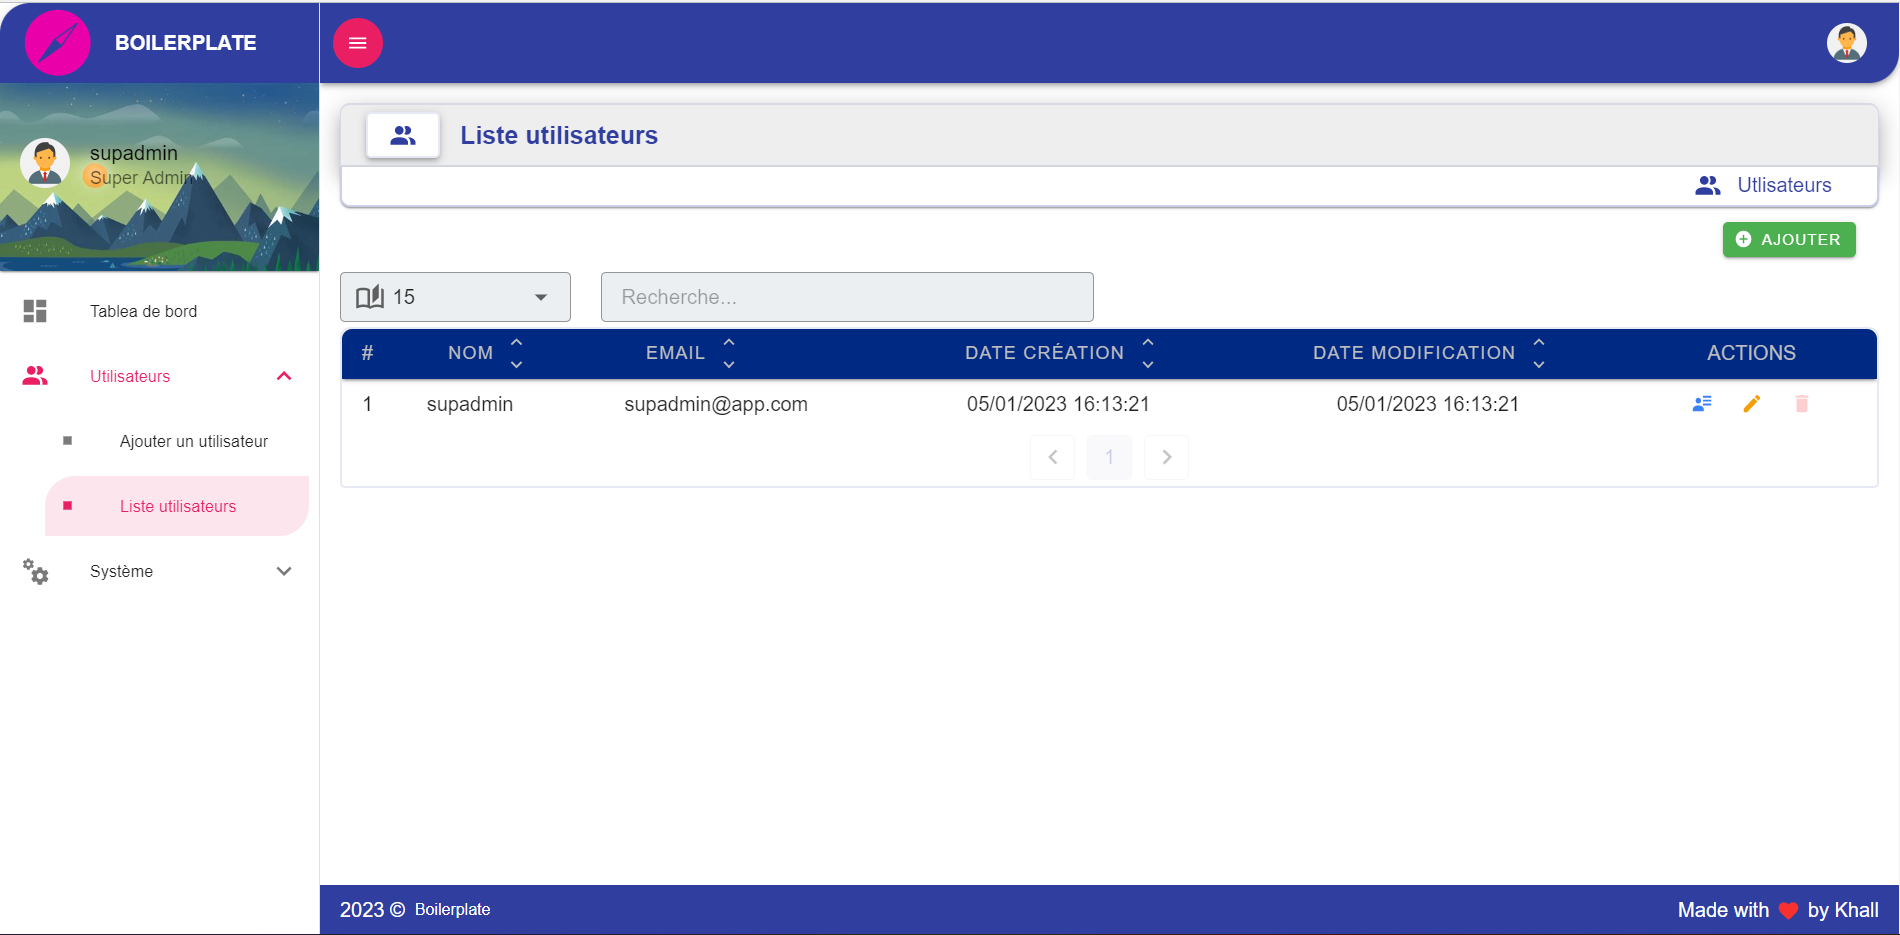 BOILERPLATE
supadmin
Super Admin
Tablea de bord
Utilisateurs
Ajouter un utilisateur
Liste utilisateurs
Système
Liste utilisateurs
Utlisateurs
AJOUTER
15
Recherche...
# NOM EMAIL DATE CRÉATION DATE MODIFICATION ACTIONS
1 supadmin supadmin@app.com 05/01/2023 16:13:21 05/01/2023 16:13:21
1
2023 © Boilerplate
Made with ❤ by Khall